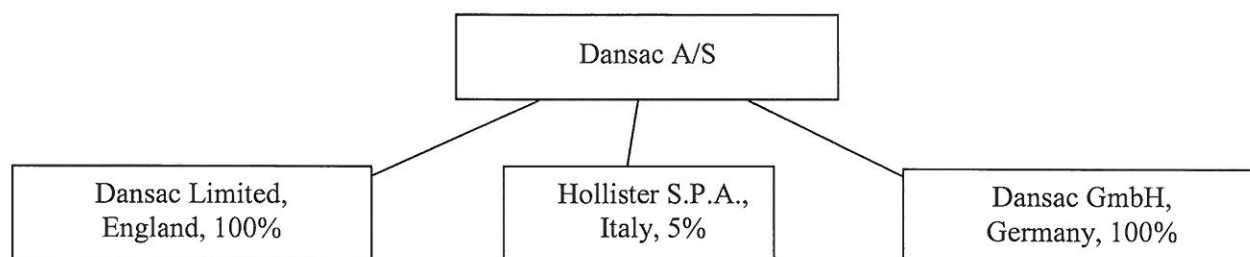 Dansac A/S
Dansac Limited,
England, 100%
Hollister S.P.A.,
Italy, 5%
Dansac GmbH,
Germany, 100%